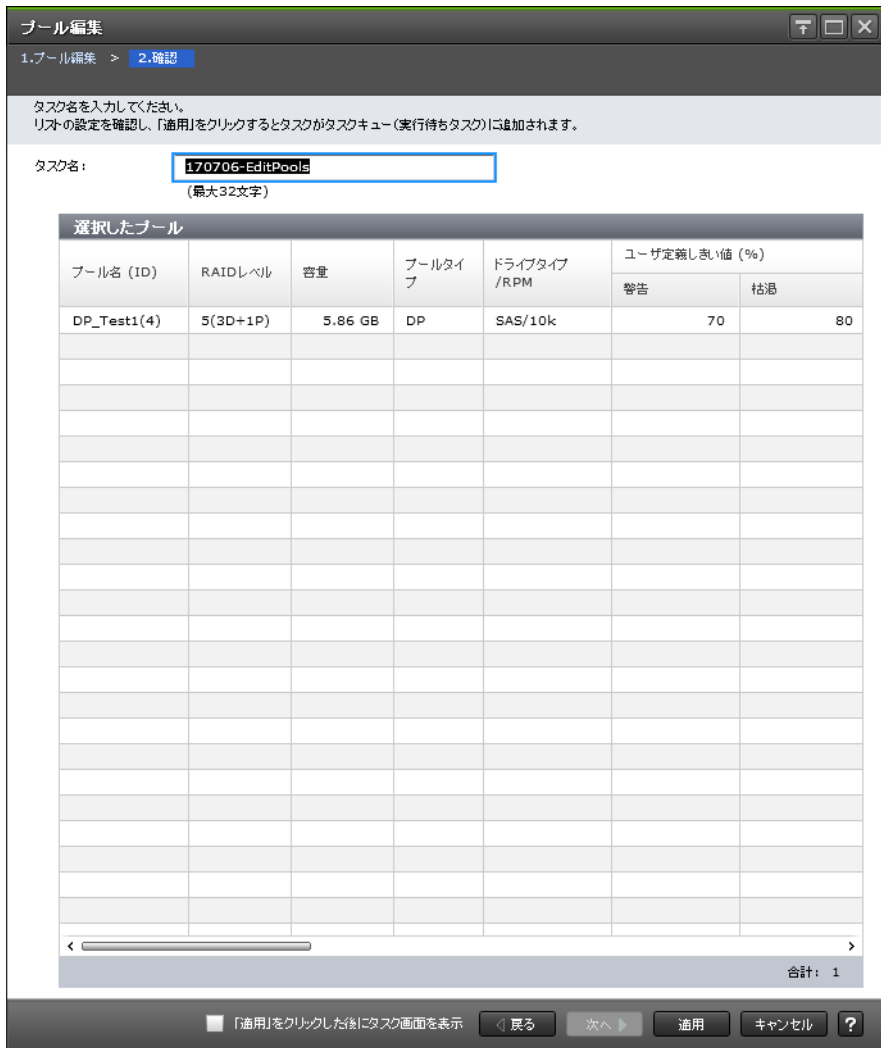 プール編集
1.プール編集 > 2.確認
タスク名を入力してください。
リストの設定を確認し、「適用」をクリックするとタスクがタスクキュー(実行待ちタスク)に追加されます。
タスク名:
170706-EditPools
(最大32文字)
選択したプール
プール名 (ID)
RAIDレベル
容量
プールタイ
プ
ドライブタイプ
/RPM
ユーザ定義しきい値 (%)
警告
枯渇
DP_Test1(4)
5(3D+1P)
5.86 GB
DP
SAS/10k
70
80
合計: 1
「適用」をクリックした後にタスク画面を表示
戻る
次へ
適用
キャンセル
?